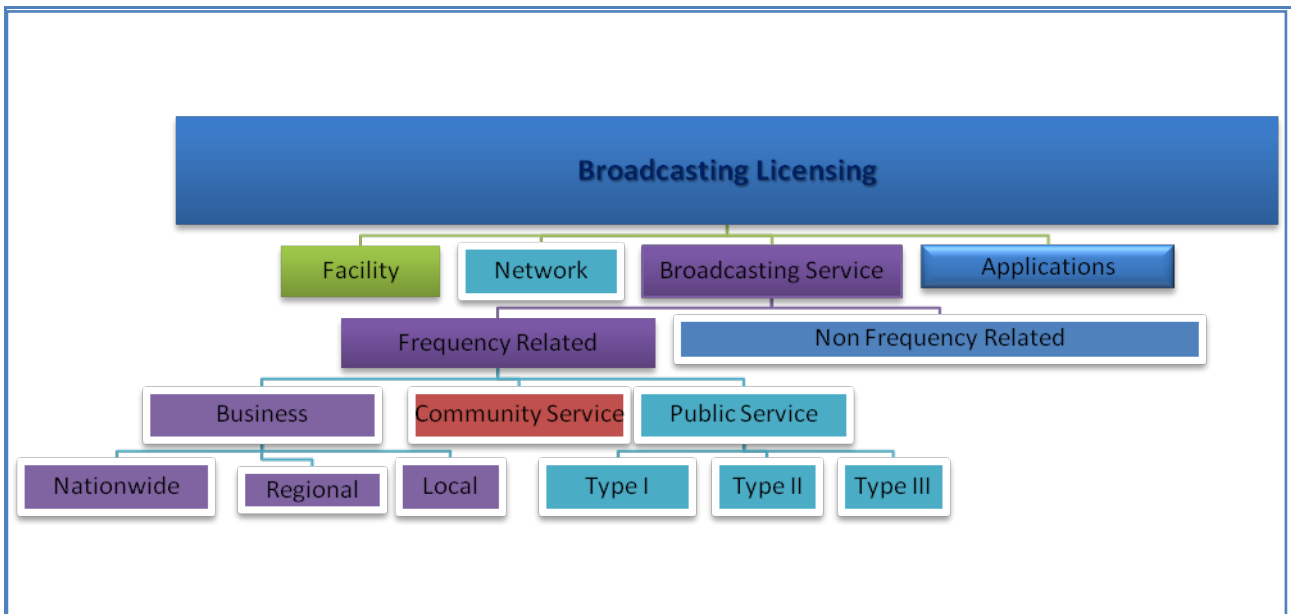 Broadcasting Licensing
Facility
Network
Broadcasting Service
Applications
Frequency Related
Non Frequency Related
Business
Community Service
Public Service
Nationwide
Regional
Local
Type I
Type II
Type III